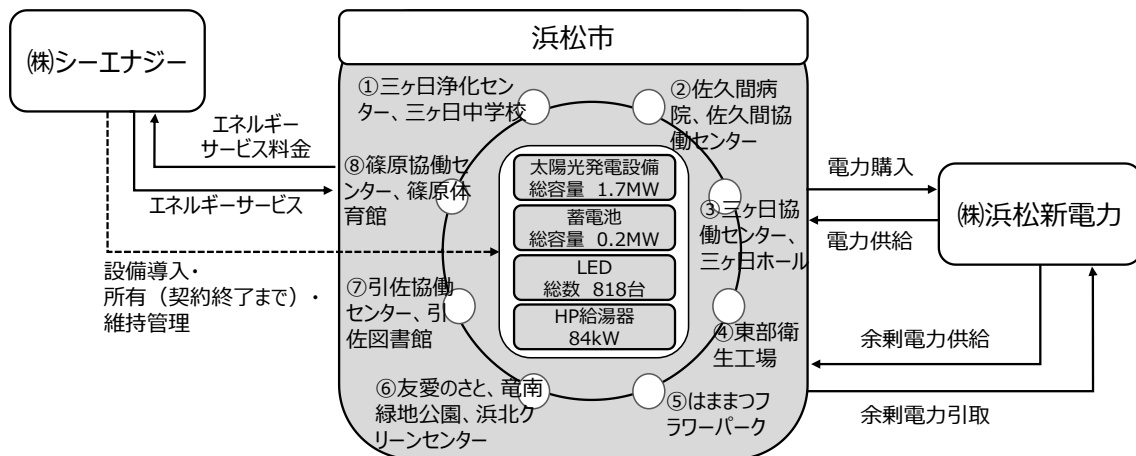 浜松市
㈱シーエナジー
エネルギー
サービス料金
エネルギーサービス
設備導入・
所有（契約終了まで）・
維持管理
①三ヶ日浄化セン
ター、三ヶ日中学校
②佐久間病
院、佐久間協
働センター
③三ヶ日協
働センター、
三ヶ日ホール
④東部衛
生工場
⑤はままつフ
ラワーパーク
⑥友愛のさと、竜南
緑地公園、浜北ク
リーンセンター
⑦引佐協働
センター、引
佐図書館
⑧篠原協働セ
ンター、篠原体
育館
太陽光発電設備
総容量 1.7MW
蓄電池
総容量 0.2MW
LED
総数 818台
HP給湯器
84kW
電力購入
電力供給
㈱浜松新電力
余剰電力供給
余剰電力引取